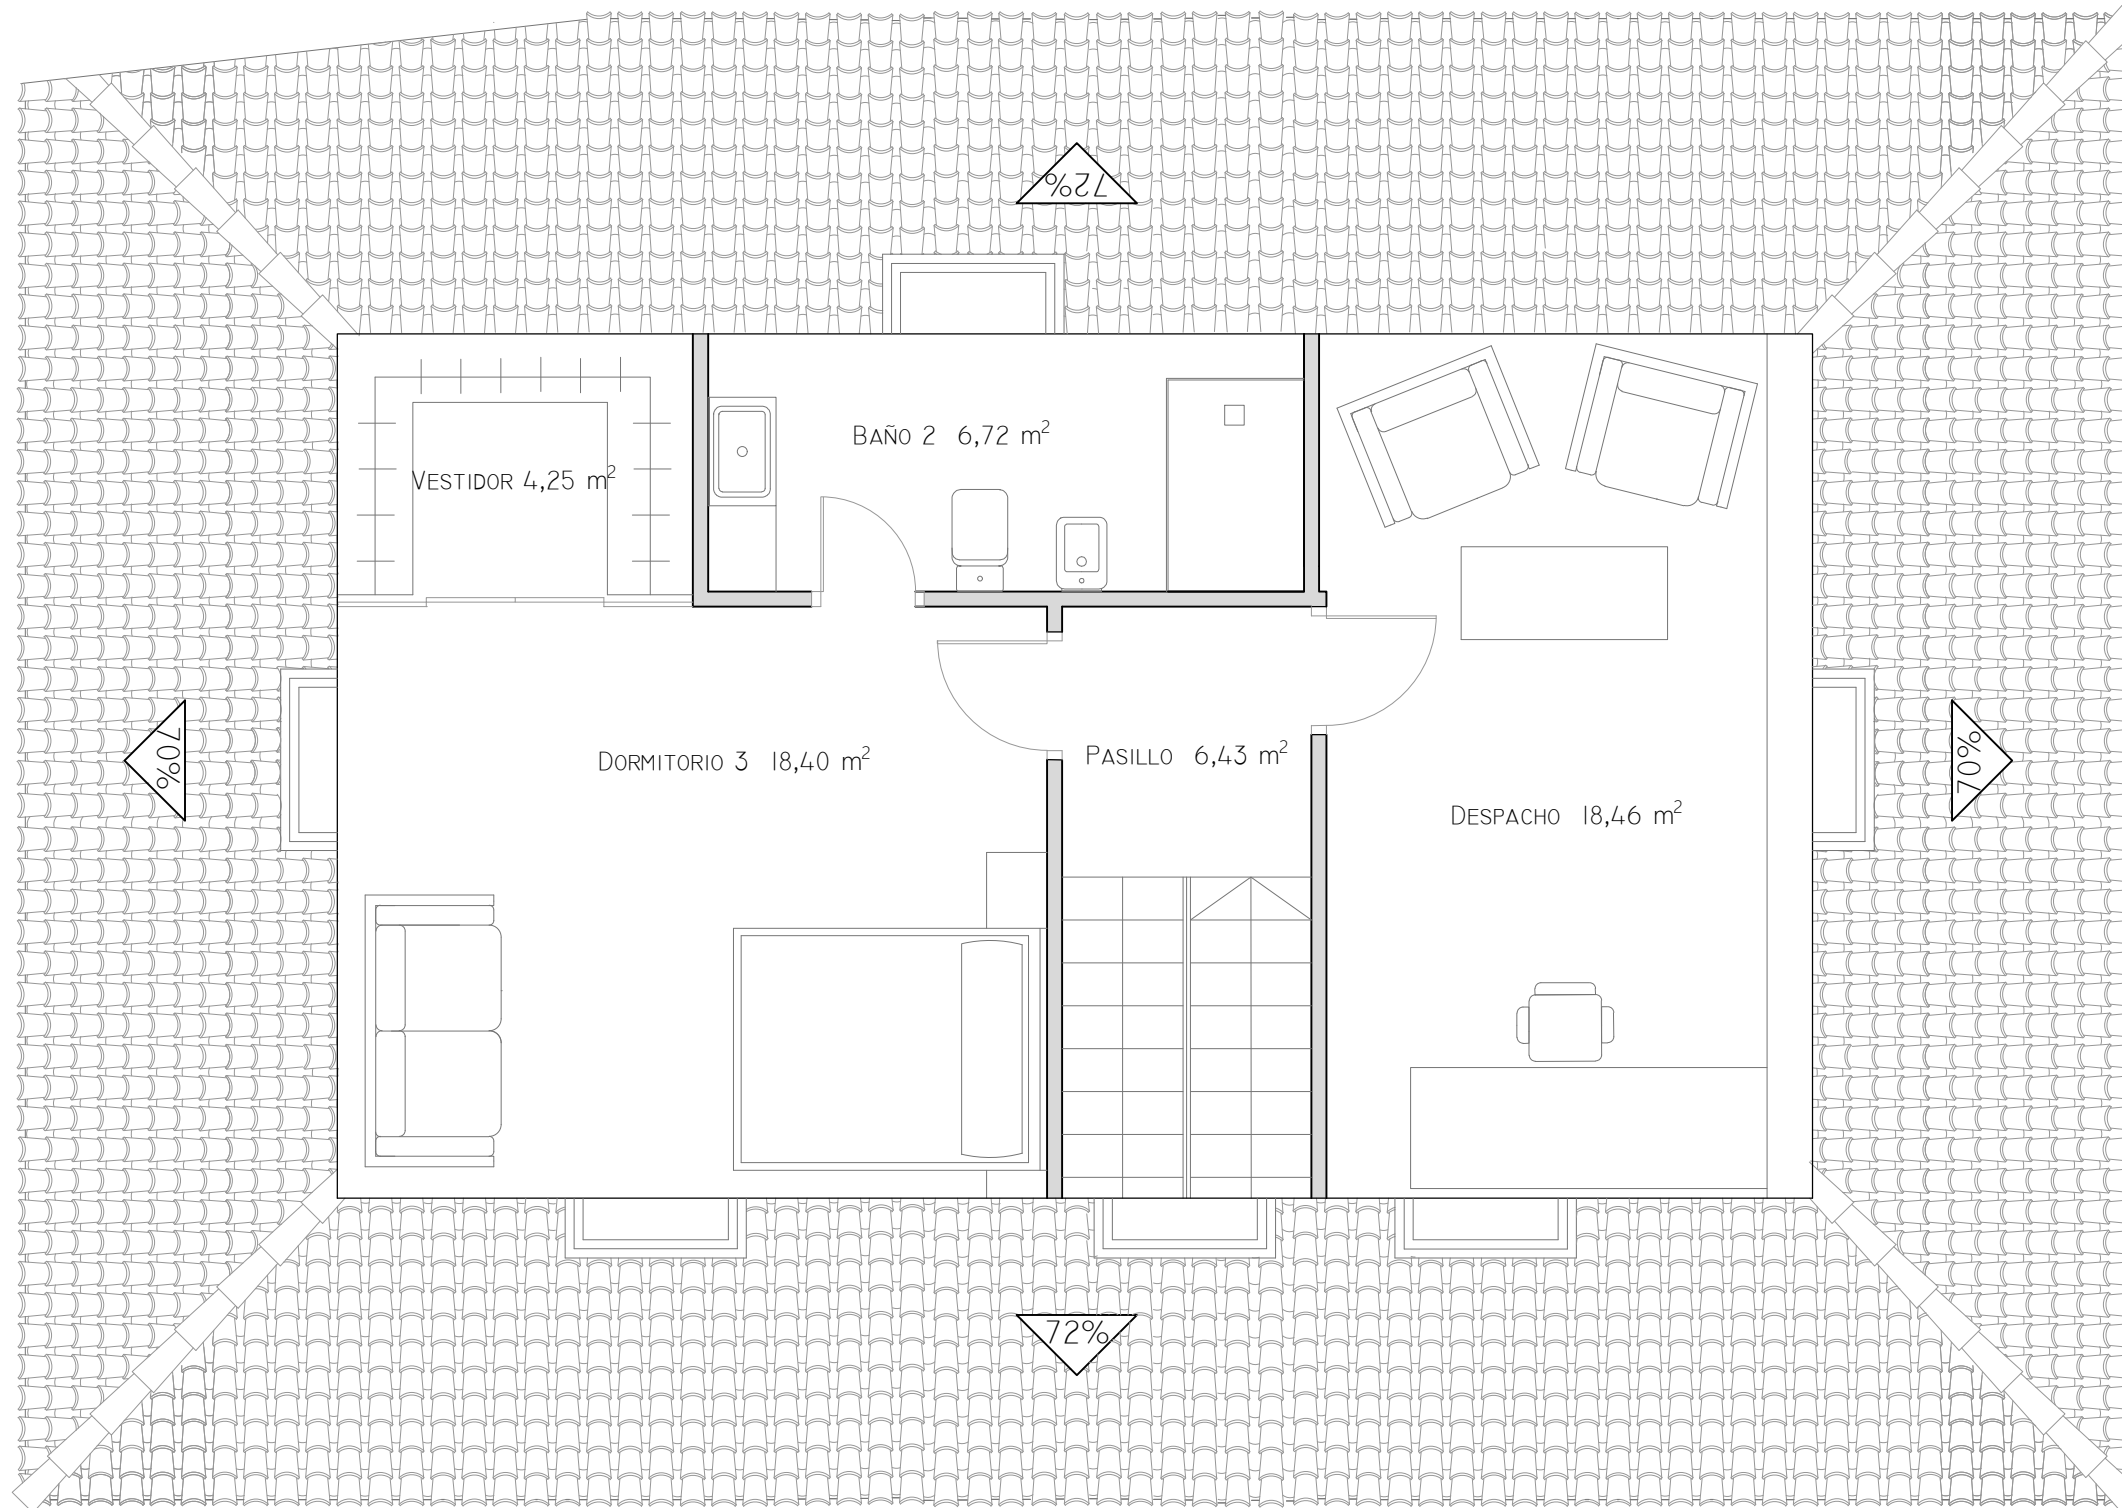 72%
BAÑO 2 6,72 m²
VESTIDOR 4,25 m²
70%
DORMITORIO 3 18,40 m²
PASILLO 6,43 m²
70%
DESPACHO 18,46 m²
72%